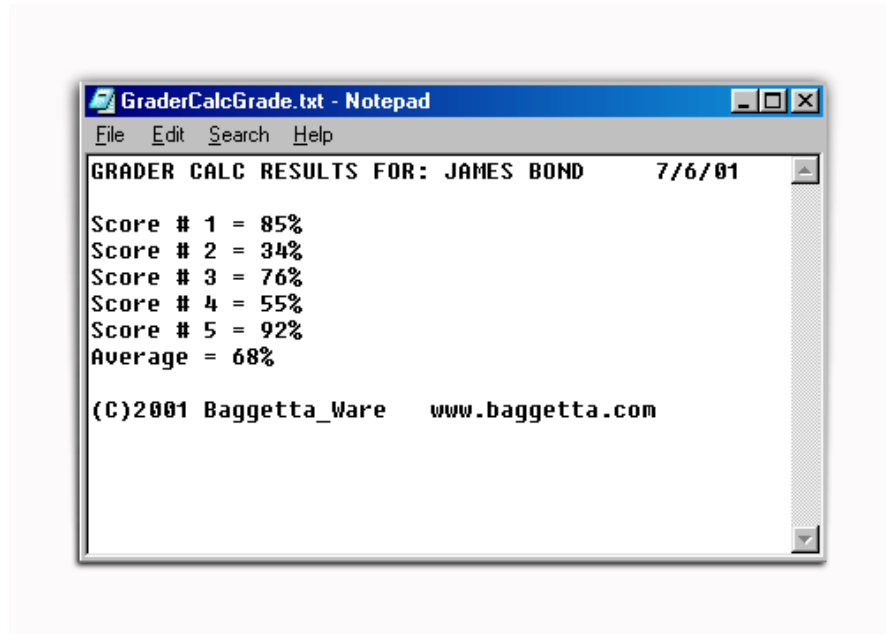 GraderCalcGrade.txt - Notepad
File Edit Search Help
GRADER CALC RESULTS FOR: JAMES BOND 7/6/01
Score # 1 = 85%
Score # 2 = 34%
Score # 3 = 76%
Score # 4 = 55%
Score # 5 = 92%
Average = 68%
(C)2001 Baggetta_Ware www.baggetta.com